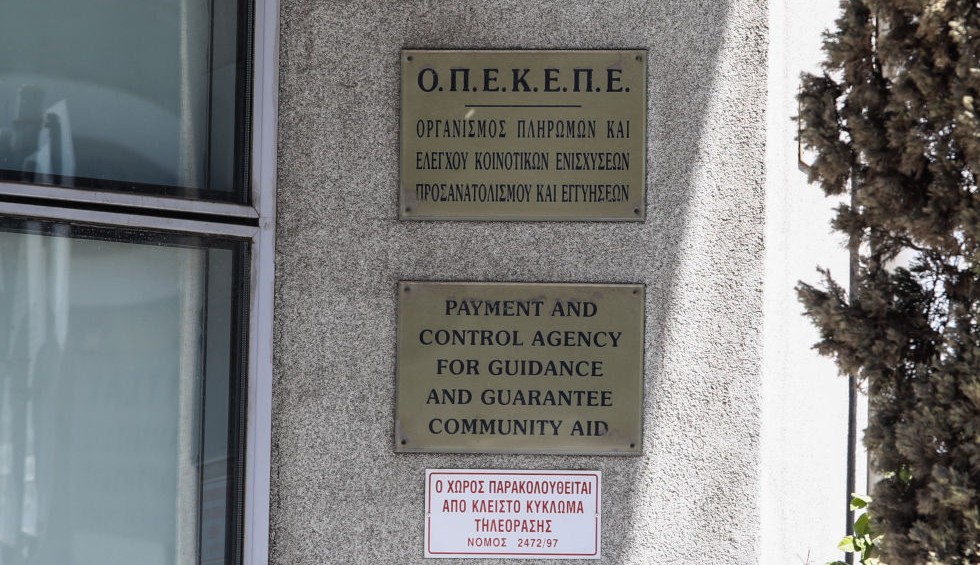 Ο.Π.Ε.Κ.Ε.Π.Ε.
ΟΡΓΑΝΙΣΜΟΣ ΠΛΗΡΩΜΩΝ ΚΑΙ
ΕΛΕΓΧΟΥ ΚΟΙΝΟΤΙΚΩΝ ΕΝΙΣΧΥΣΕΩΝ
ΠΡΟΣΑΝΑΤΟΛΙΣΜΟΥ ΚΑΙ ΕΓΓΥΗΣΕΩΝ
PAYMENT AND
CONTROL AGENCY
FOR GUIDANCE
AND GUARANTEE
COMMUNITY AID
Ο ΧΩΡΟΣ ΠΑΡΑΚΟΛΟΥΘΕΙΤΑΙ
ΑΠΟ ΚΛΕΙΣΤΟ ΚΥΚΛΩΜΑ
ΤΗΛΕΟΡΑΣΗΣ
ΝΟΜΟΣ 2472/97